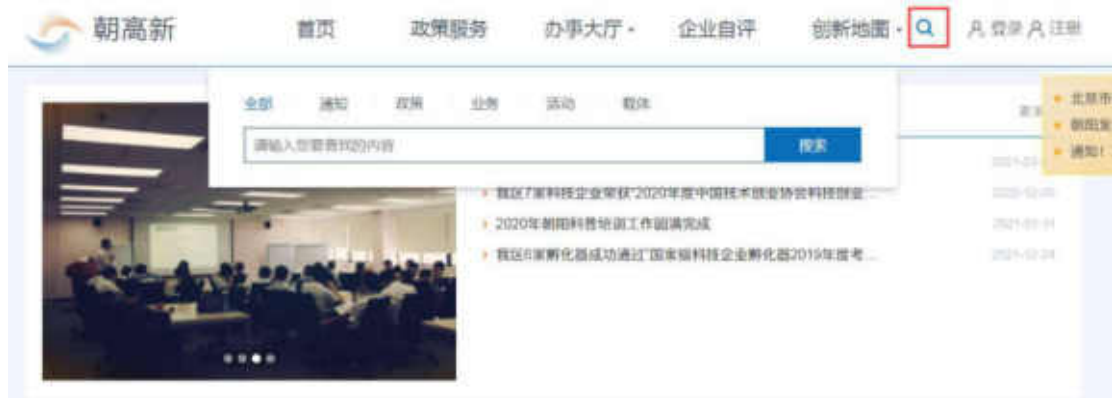 朝高新 首页 政策服务 办事大厅 企业自评 创新地图 登录 注册
全部 通知 政策 业务 活动 载体
请输入您要查找的内容 搜索
北京市
朝阳发
通知！
我区7家科技企业荣获"2020年度中国技术创业协会科技创业...
2020年朝阳科普培训工作圆满完成
我区6家孵化器成功通过"国家级科技企业孵化器2019年度考...